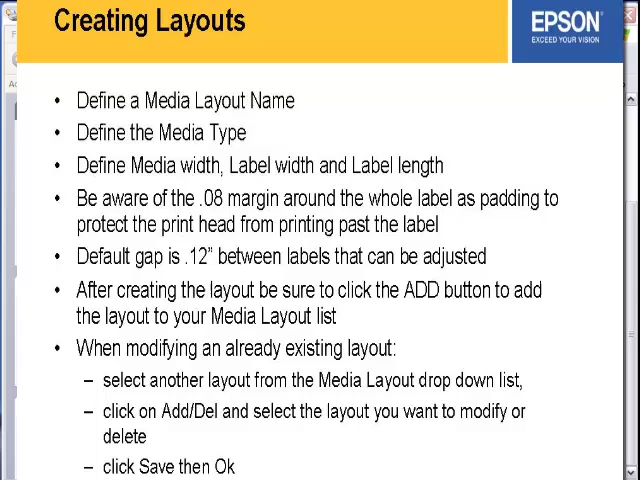 Creating Layouts
EPSON
EXCEED YOUR VISION
• Define a Media Layout Name
• Define the Media Type
• Define Media width, Label width and Label length
• Be aware of the .08 margin around the whole label as padding to
protect the print head from printing past the label
• Default gap is .12” between labels that can be adjusted
• After creating the layout be sure to click the ADD button to add
the layout to your Media Layout list
• When modifying an already existing layout:
– select another layout from the Media Layout drop down list,
– click on Add/Del and select the layout you want to modify or
delete
– click Save then Ok